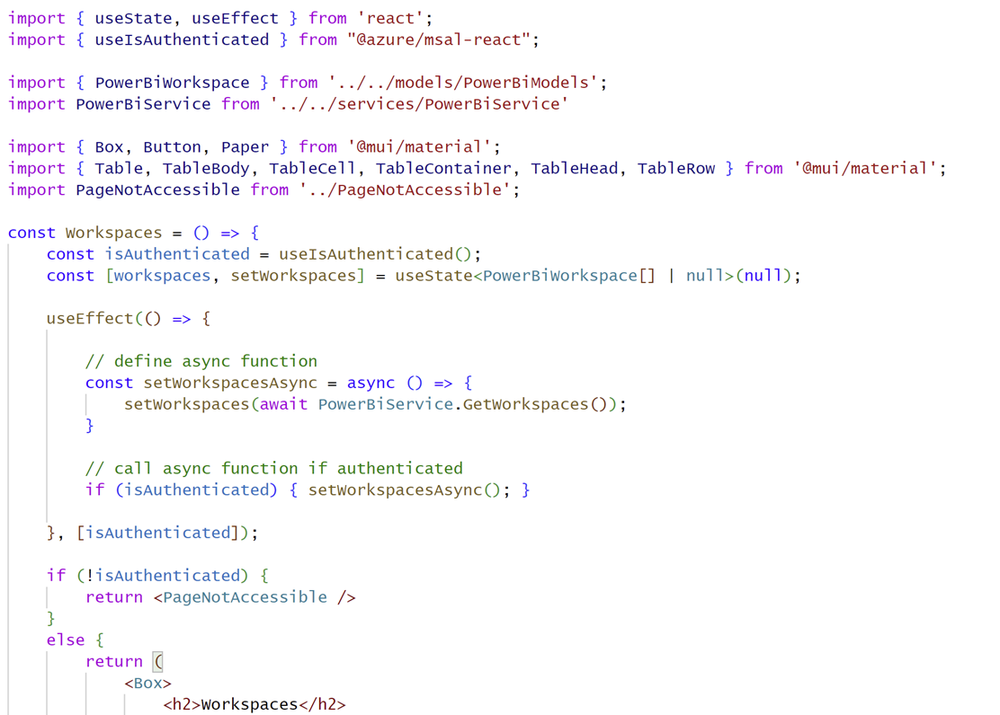 import { useState, useEffect } from 'react';
import { useIsAuthenticated } from "@azure/msal-react";

import { PowerBiWorkspace } from '../../models/PowerBiModels';
import PowerBiService from '../../services/PowerBiService'

import { Box, Button, Paper } from '@mui/material';
import { Table, TableBody, TableCell, TableContainer, TableHead, TableRow } from '@mui/material';
import PageNotAccessible from '../PageNotAccessible';

const Workspaces = () => {
    const isAuthenticated = useIsAuthenticated();
    const [workspaces, setWorkspaces] = useState<PowerBiWorkspace[] | null>(null);

    useEffect(() => {

        // define async function
        const setWorkspacesAsync = async () => {
            setWorkspaces(await PowerBiService.GetWorkspaces());
        }

        // call async function if authenticated
        if (isAuthenticated) { setWorkspacesAsync(); }

    }, [isAuthenticated]);

    if (!isAuthenticated) {
        return <PageNotAccessible />
    }
    else {
        return (
            <Box>
                <h2>Workspaces</h2>